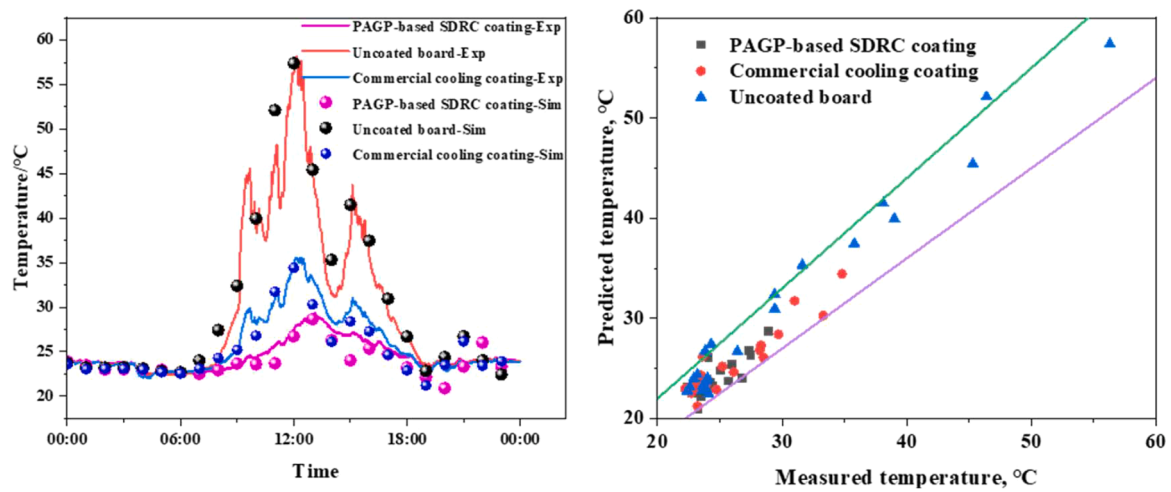 PAGP-based SDRC coating-Exp
Uncoated board-Exp
Commercial cooling coating-Exp
PAGP-based SDRC coating-Sim
Uncoated board-Sim
Commercial cooling coating-Sim
Temperature/°C
60
55
50
45
40
35
30
25
20
00:00 06:00 12:00 18:00 00:00
Time
PAGP-based SDRC coating
Commercial cooling coating
Uncoated board
Predicted temperature, °C
60
50
40
30
20
20 30 40 50 60
Measured temperature, °C